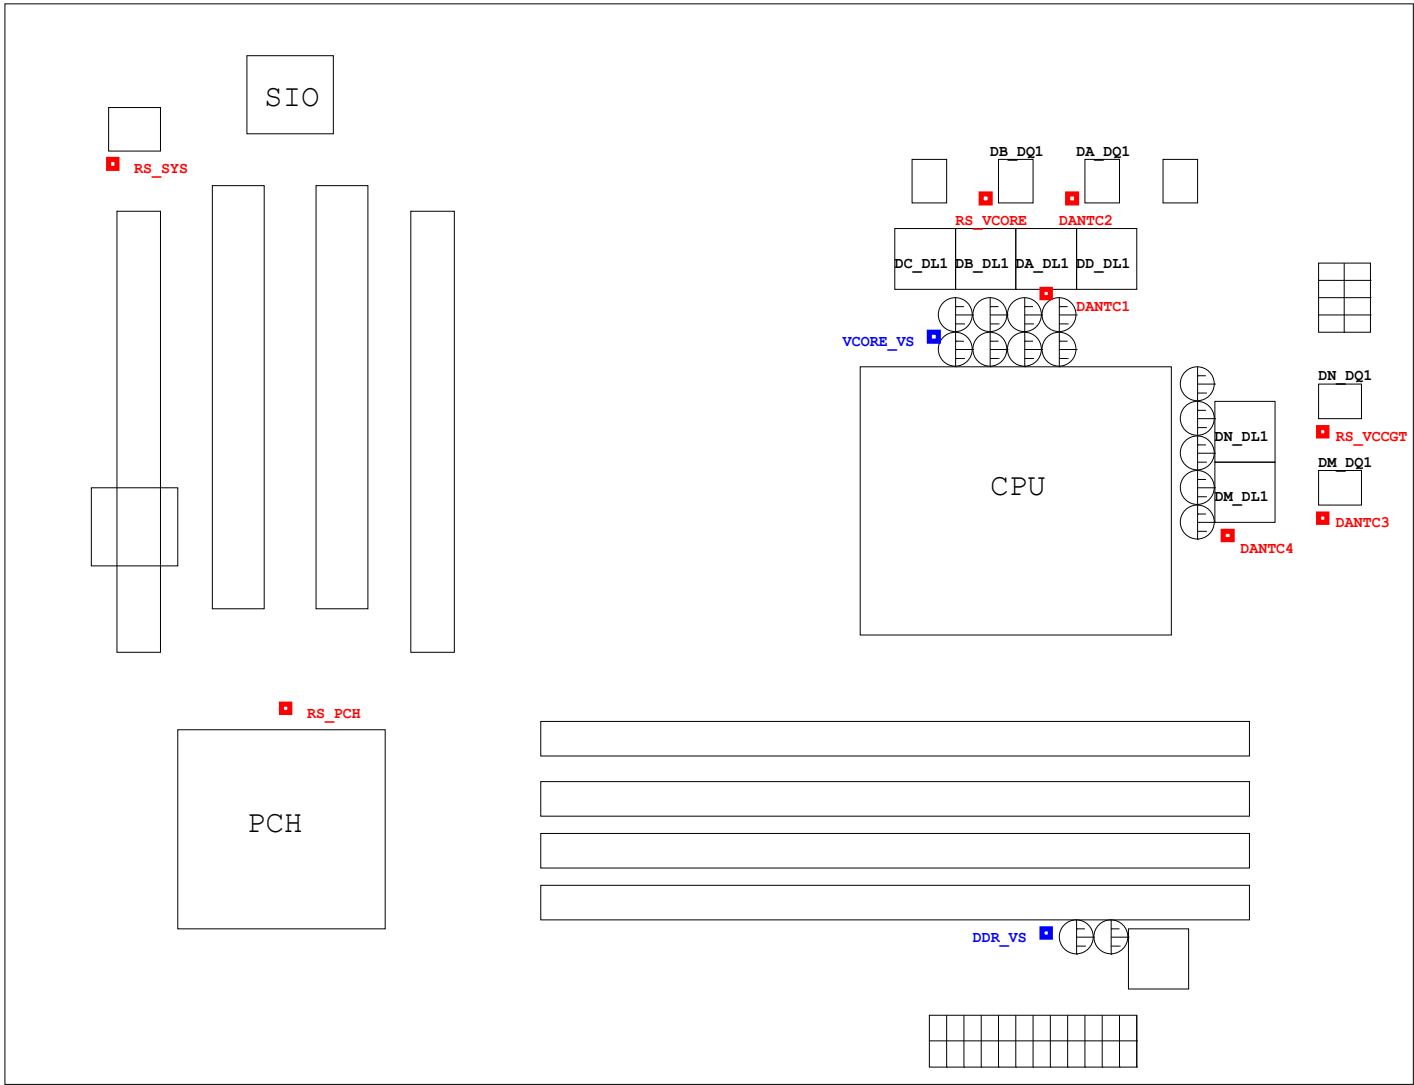 SIO
DB_DQ1
DA_DQ1
RS_SYS
RS_VCORE
DANTC2
DC_DL1
DB_DL1
DA_DL1
DD_DL1
DANTC1
VCORE_VS
DN_DQ1
DN_DL1
RS_VCCGT
DM_DQ1
CPU
DM_DL1
DANTC3
DANTC4
RS_PCH
PCH
DDR_VS